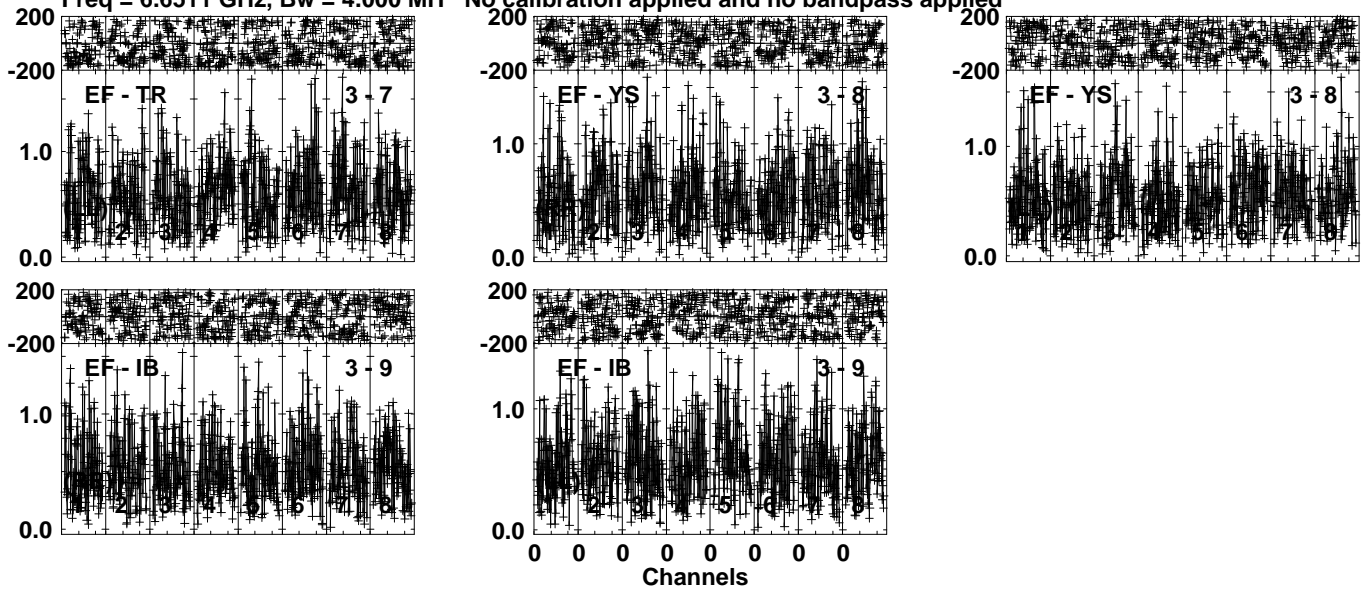 Freq = 6.6511 GHz, Bw = 4.000 MH No calibration applied and no bandpass applied
200 200 200
-200 -200 -200
EF - TR 3 - 7 EF - YS 3 - 8 EF - YS 3 - 8
1.0 1.0 1.0
1 2 3 4 5 6 7 8 1 2 3 4 5 6 7 8 1 2 3 4 5 6 7 8
0.0 0.0 0.0
200 200
-200 -200
EF - IB 3 - 9 EF - IB 3 - 9
1.0 1.0
1 2 3 4 5 6 7 8 1 2 3 4 5 6 7 8
0.0 0.0
0 0 0 0 0 0 0 0
Channels